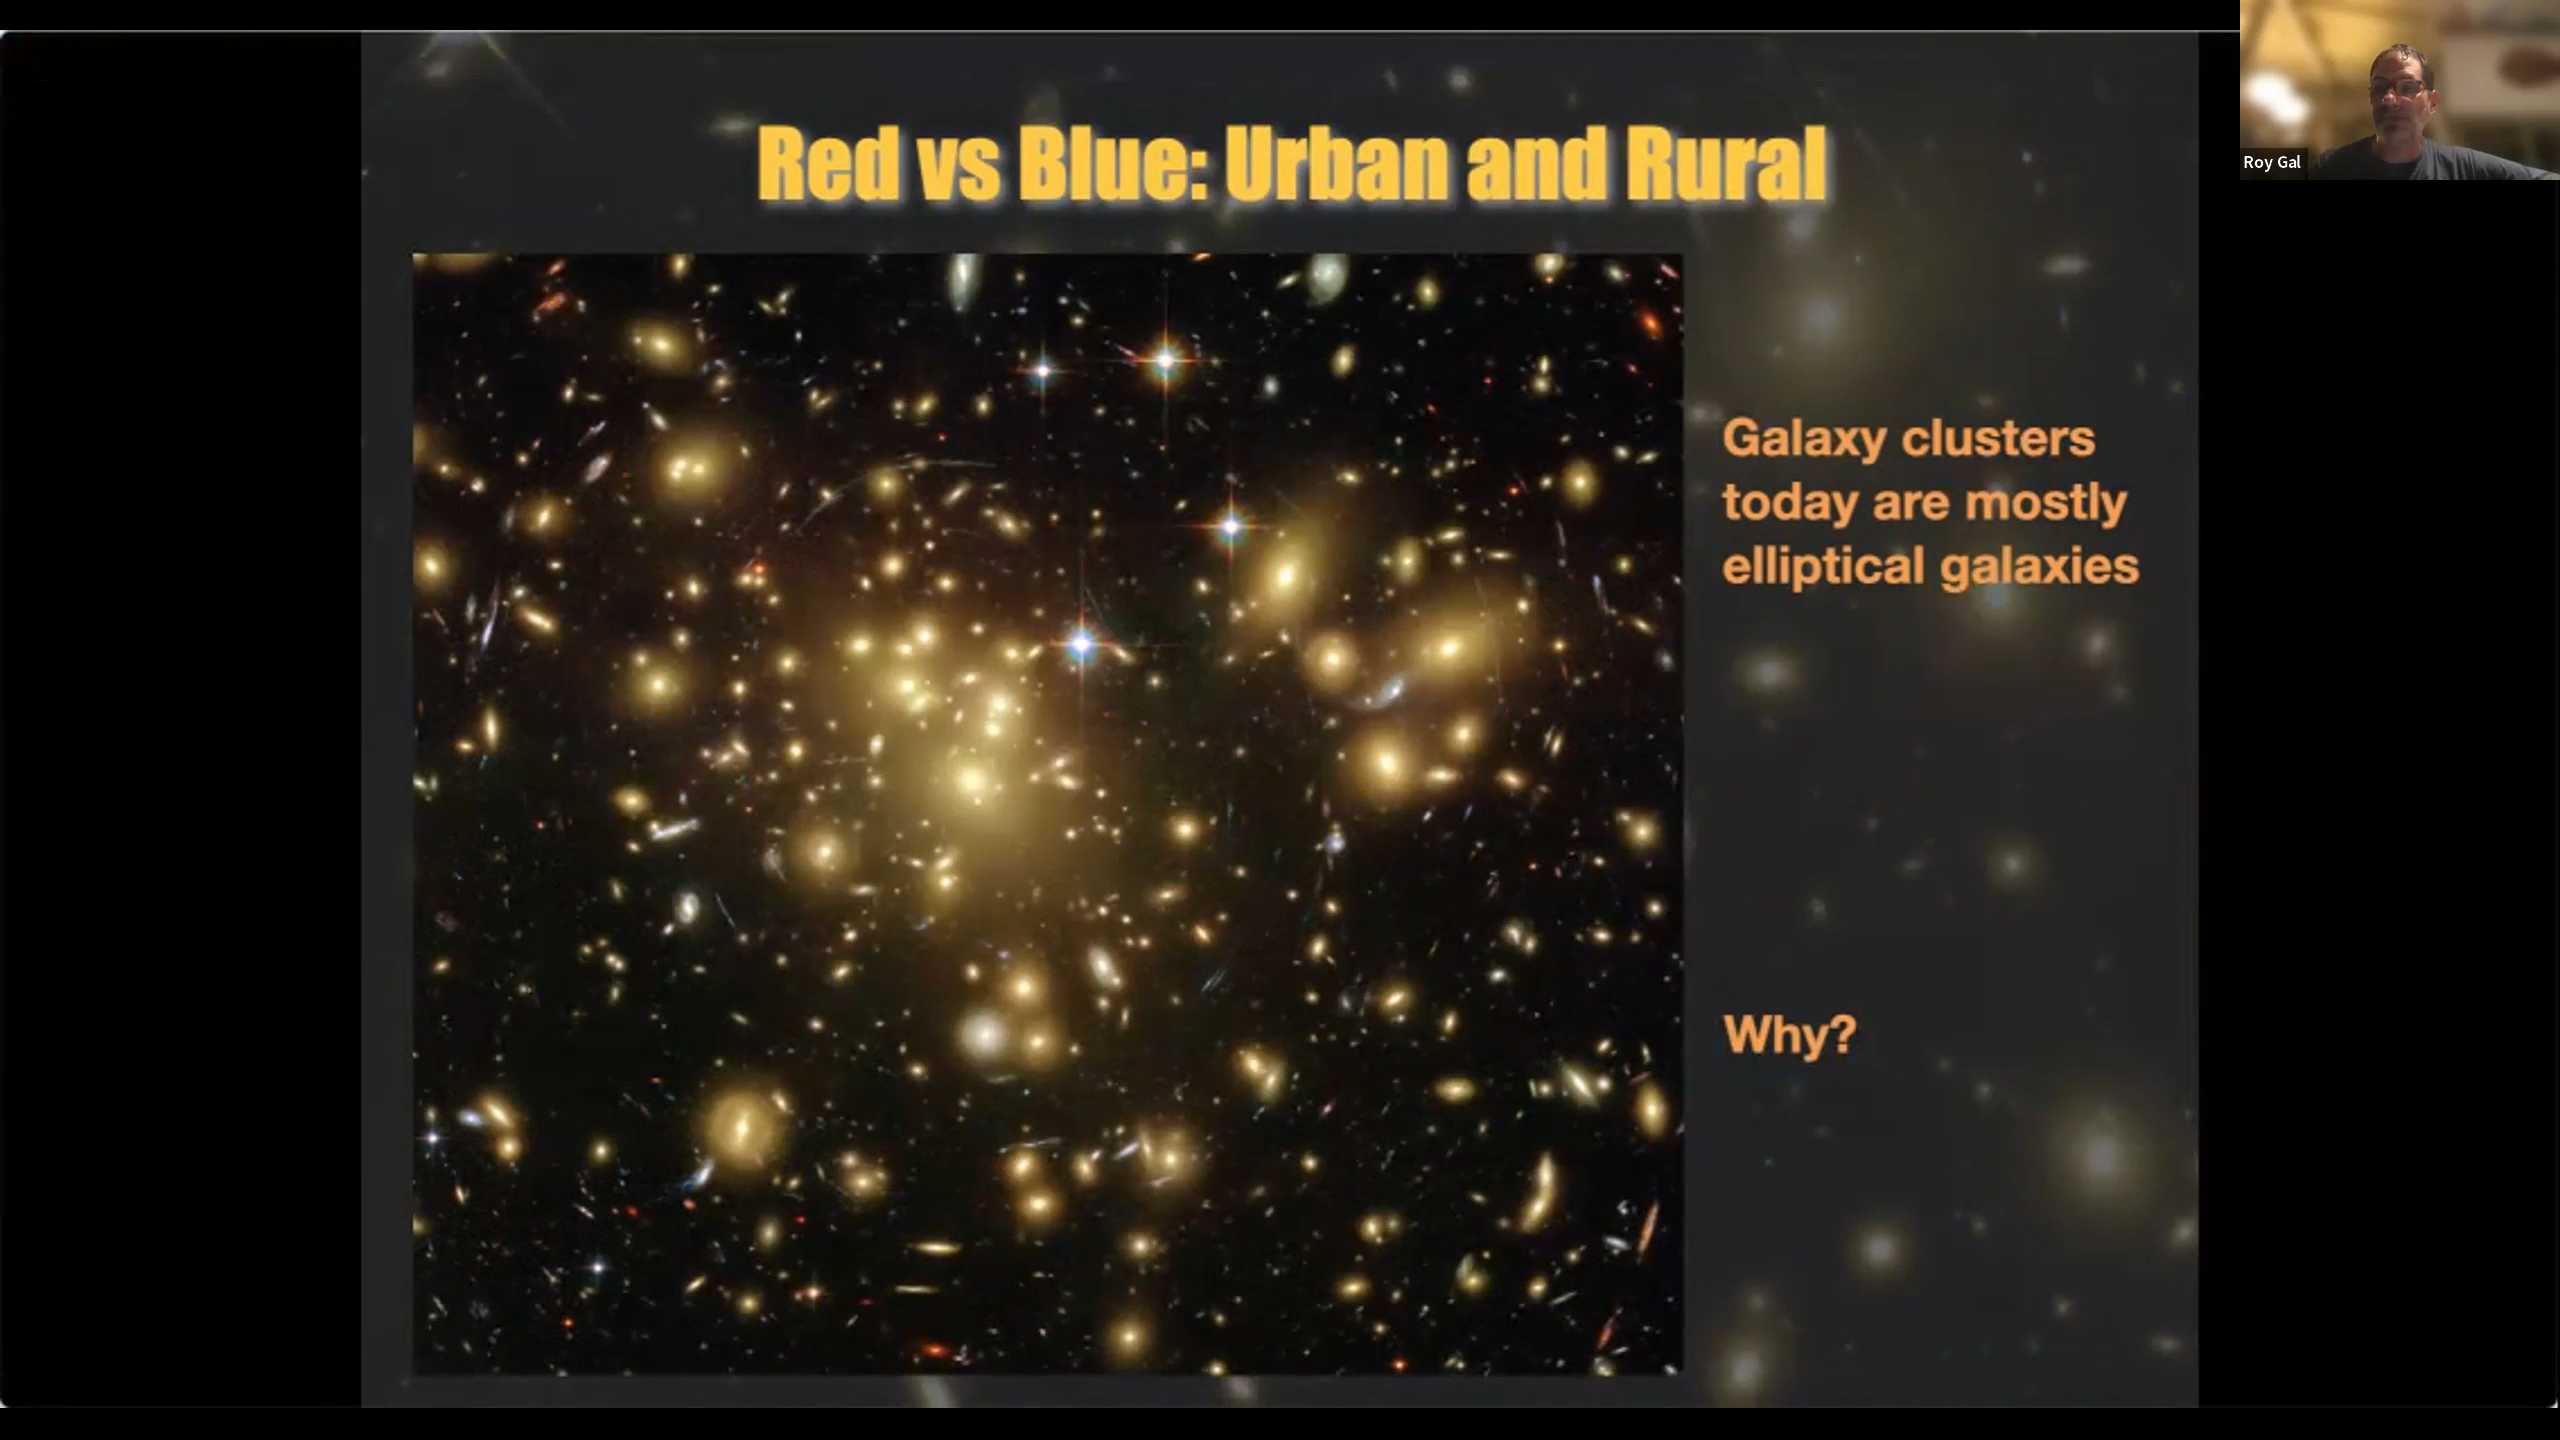 Red vs Blue: Urban and Rural
Roy Gal
Galaxy clusters
today are mostly
elliptical galaxies
Why?